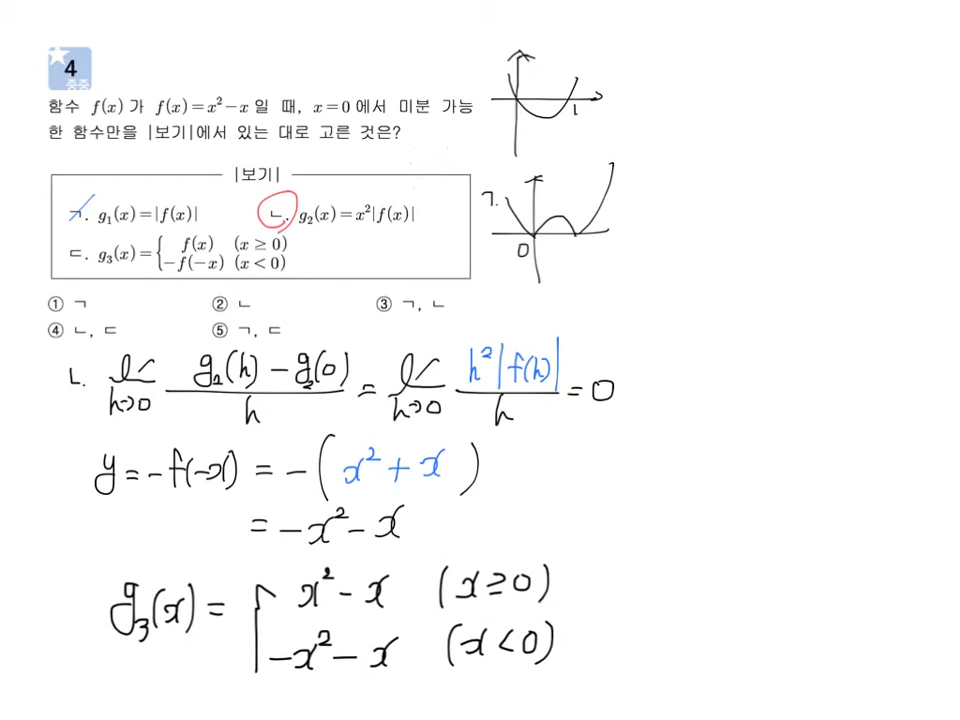 4
중중
함수 f(x)가 f(x)=x²−x일 때, x=0에서 미분 가능
한 함수만을 |보기|에서 있는 대로 고른 것은?
|보기|
ㄱ. g₁(x)=|f(x)|  ㄴ. g₂(x)=x²|f(x)|
ㄷ. g₃(x)={ f(x) (x≥0)
−f(−x) (x<0)
① ㄱ  ② ㄴ  ③ ㄱ, ㄴ
④ ㄴ, ㄷ  ⑤ ㄱ, ㄷ
1
ㄱ.
0
ㄴ. lim h→0 (g₂(h) − g₂(0))/h = lim h→0 h²|f(h)|/h = 0
y = −f(−x) = −(x² + x)
= −x² − x
g₃(x) = { x² − x (x≥0)
−x² − x (x<0)